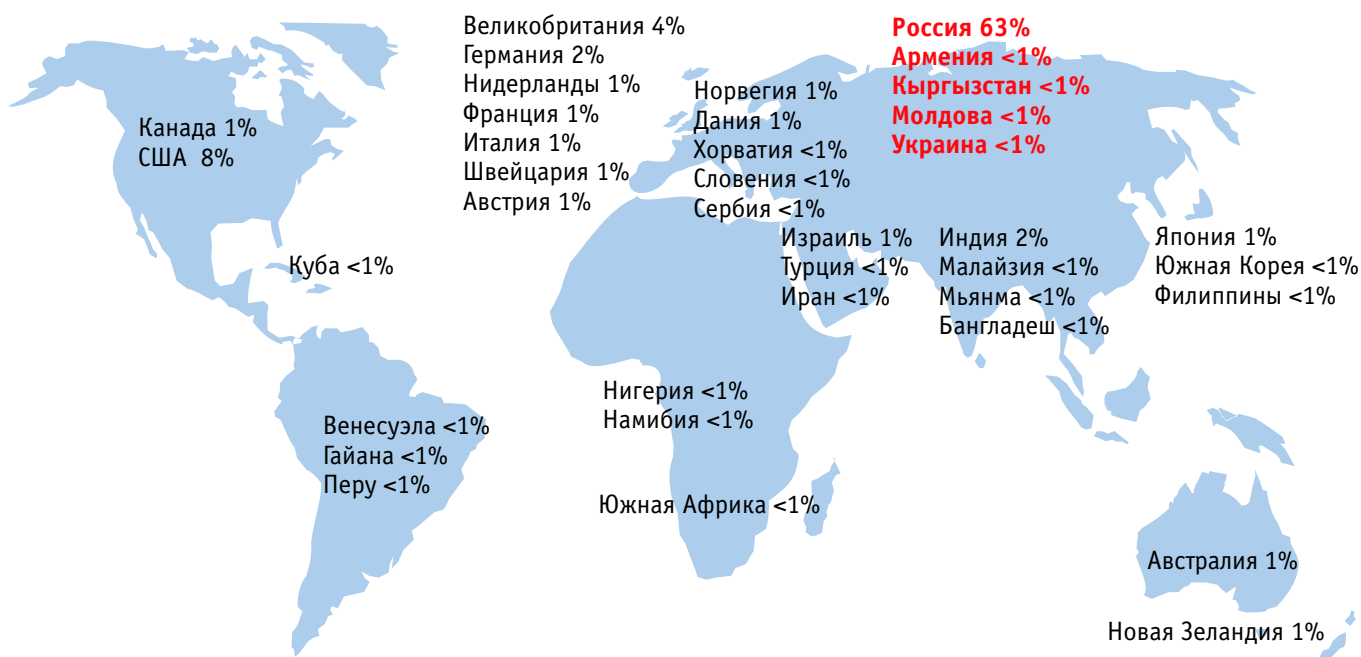 Великобритания 4%
Германия 2%
Нидерланды 1%
Франция 1%
Италия 1%
Швейцария 1%
Австрия 1%
Россия 63%
Армения <1%
Кыргызстан <1%
Молдова <1%
Украина <1%
Норвегия 1%
Дания 1%
Хорватия <1%
Словения <1%
Сербия <1%
Канада 1%
США 8%
Куба <1%
Израиль 1%
Турция <1%
Иран <1%
Индия 2%
Малайзия <1%
Мьянма <1%
Бангладеш <1%
Япония 1%
Южная Корея <1%
Филиппины <1%
Нигерия <1%
Намибия <1%
Венесуэла <1%
Гайана <1%
Перу <1%
Южная Африка <1%
Австралия 1%
Новая Зеландия 1%